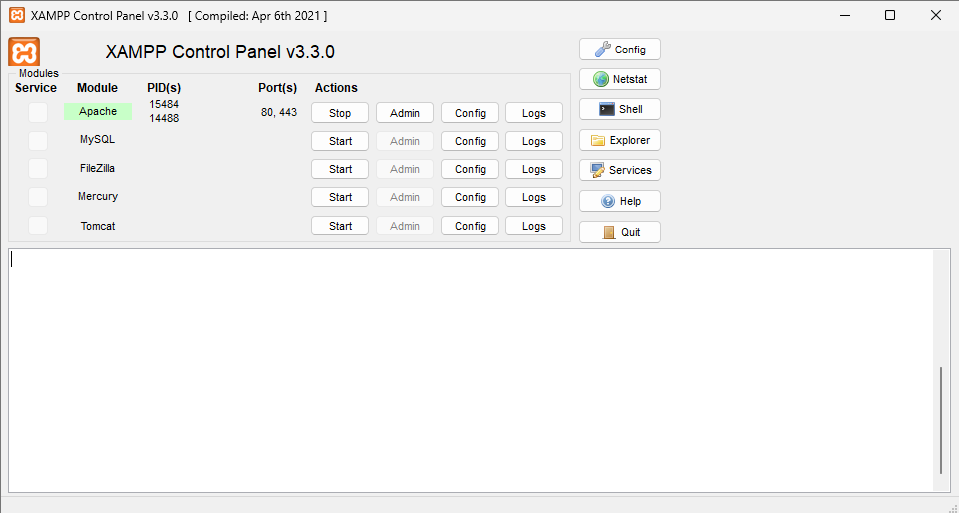 XAMPP Control Panel v3.3.0 [ Compiled: Apr 6th 2021 ]
XAMPP Control Panel v3.3.0
Modules
Service Module PID(s) Port(s) Actions
Apache 15484 14488 80, 443 Stop Admin Config Logs
MySQL Start Admin Config Logs
FileZilla Start Admin Config Logs
Mercury Start Admin Config Logs
Tomcat Start Admin Config Logs
Config
Netstat
Shell
Explorer
Services
Help
Quit